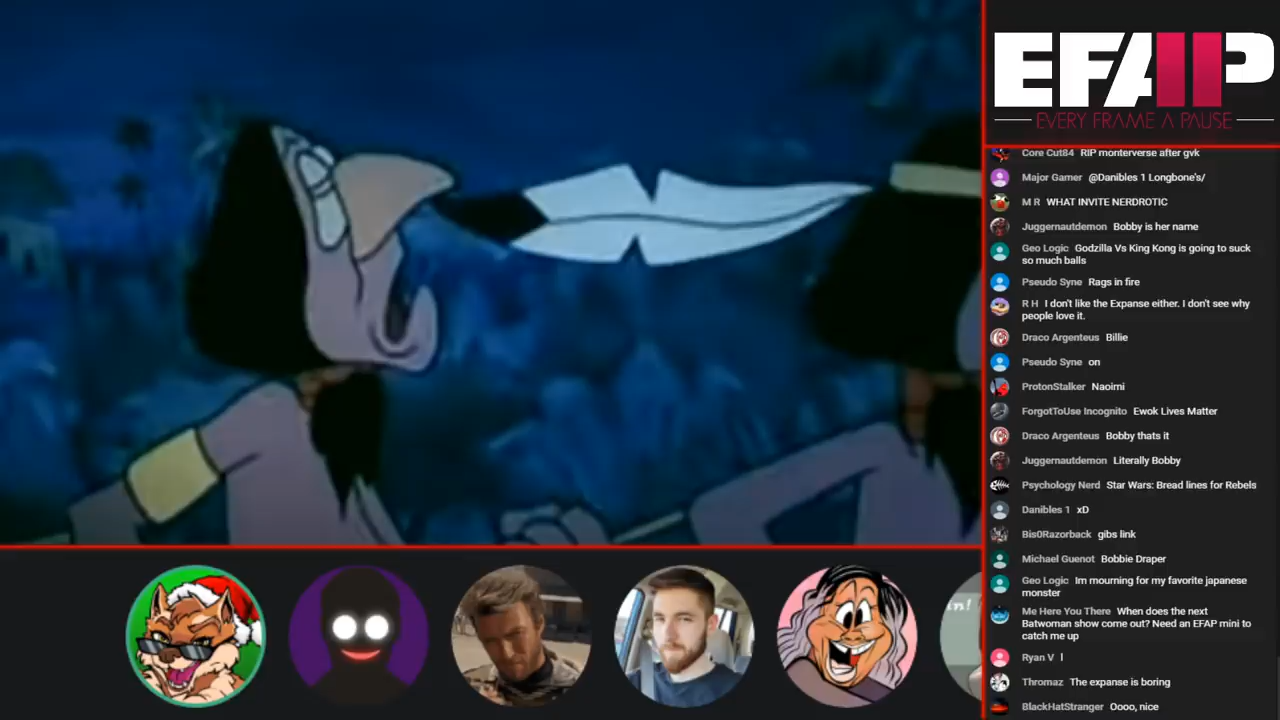 EFAP
EVERY FRAME A PAUSE
Core Cut84 RIP monterverse after gvk
Major Gamer @Danibles 1 Longbone's/
M R WHAT INVITE NERDROTIC
Juggernautdemon Bobby is her name
Geo Logic Godzilla Vs King Kong is going to suck
so much balls
Pseudo Syne Rags in fire
R H I don't like the Expanse either. I don't see why
people love it.
Draco Argenteus Billie
Pseudo Syne on
ProtonStalker Naoimi
ForgotToUse Incognito Ewok Lives Matter
Draco Argenteus Bobby thats it
Juggernautdemon Literally Bobby
Psychology Nerd Star Wars: Bread lines for Rebels
Danibles 1 xD
Bis0Razorback gibs link
Michael Guenot Bobbie Draper
Geo Logic Im mourning for my favorite japanese
monster
Me Here You There When does the next
Batwoman show come out? Need an EFAP mini to
catch me up
Ryan V I
Thromaz The expanse is boring
BlackHatStranger Oooo, nice
in!